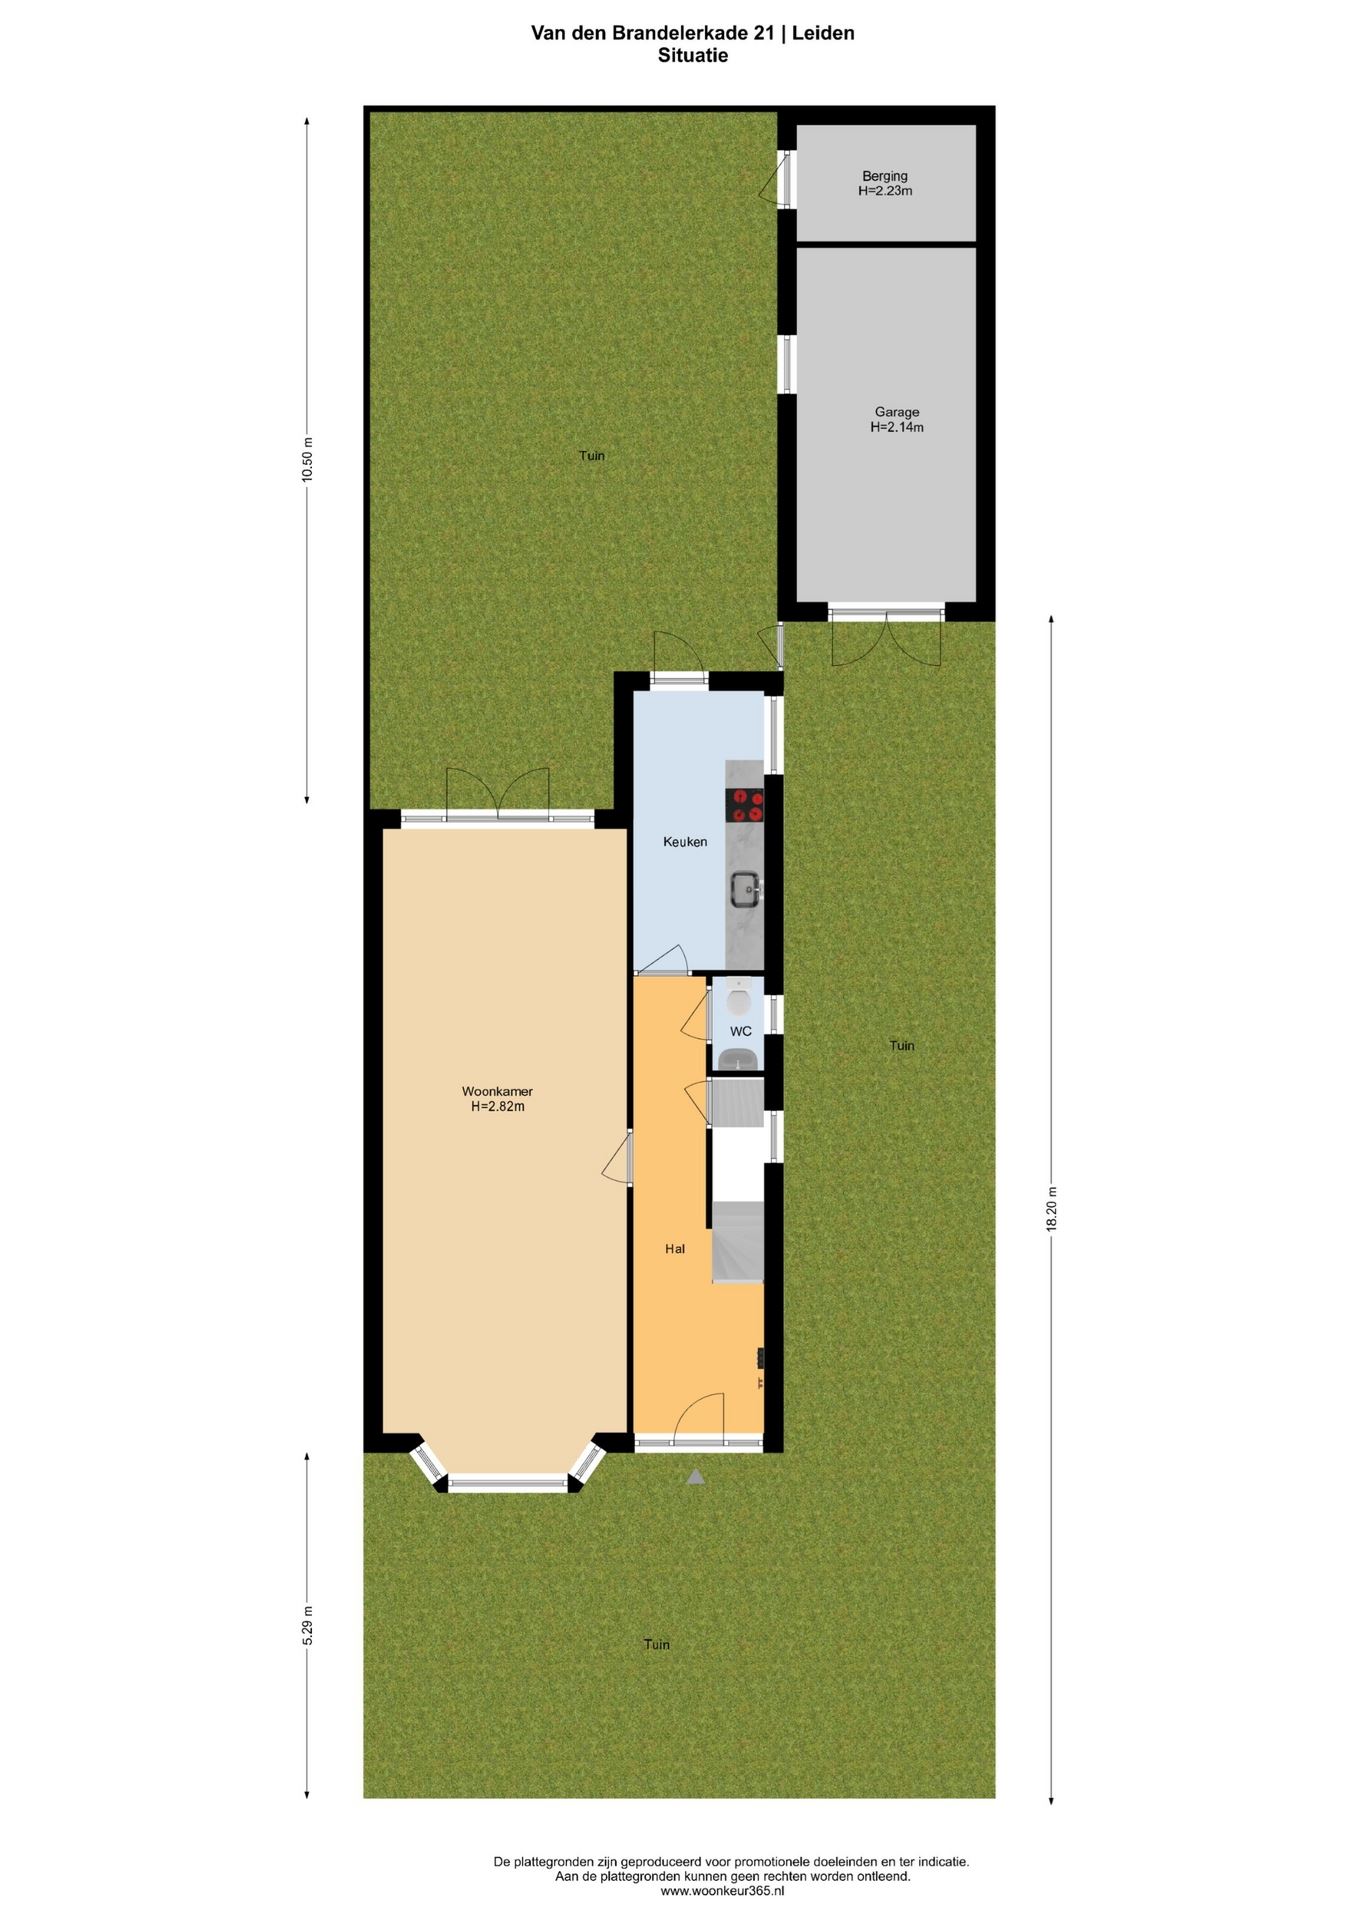 Van den Brandelerkade 21 | Leiden
Situatie
Berging
H=2.23m
Garage
H=2.14m
10.50 m
Tuin
Keuken
WC
Tuin
Woonkamer
H=2.82m
18.20 m
Hal
5.29 m
Tuin
De plattegronden zijn geproduceerd voor promotionele doeleinden en ter indicatie.
Aan de plattegronden kunnen geen rechten worden ontleend.
www.woonkeur365.nl